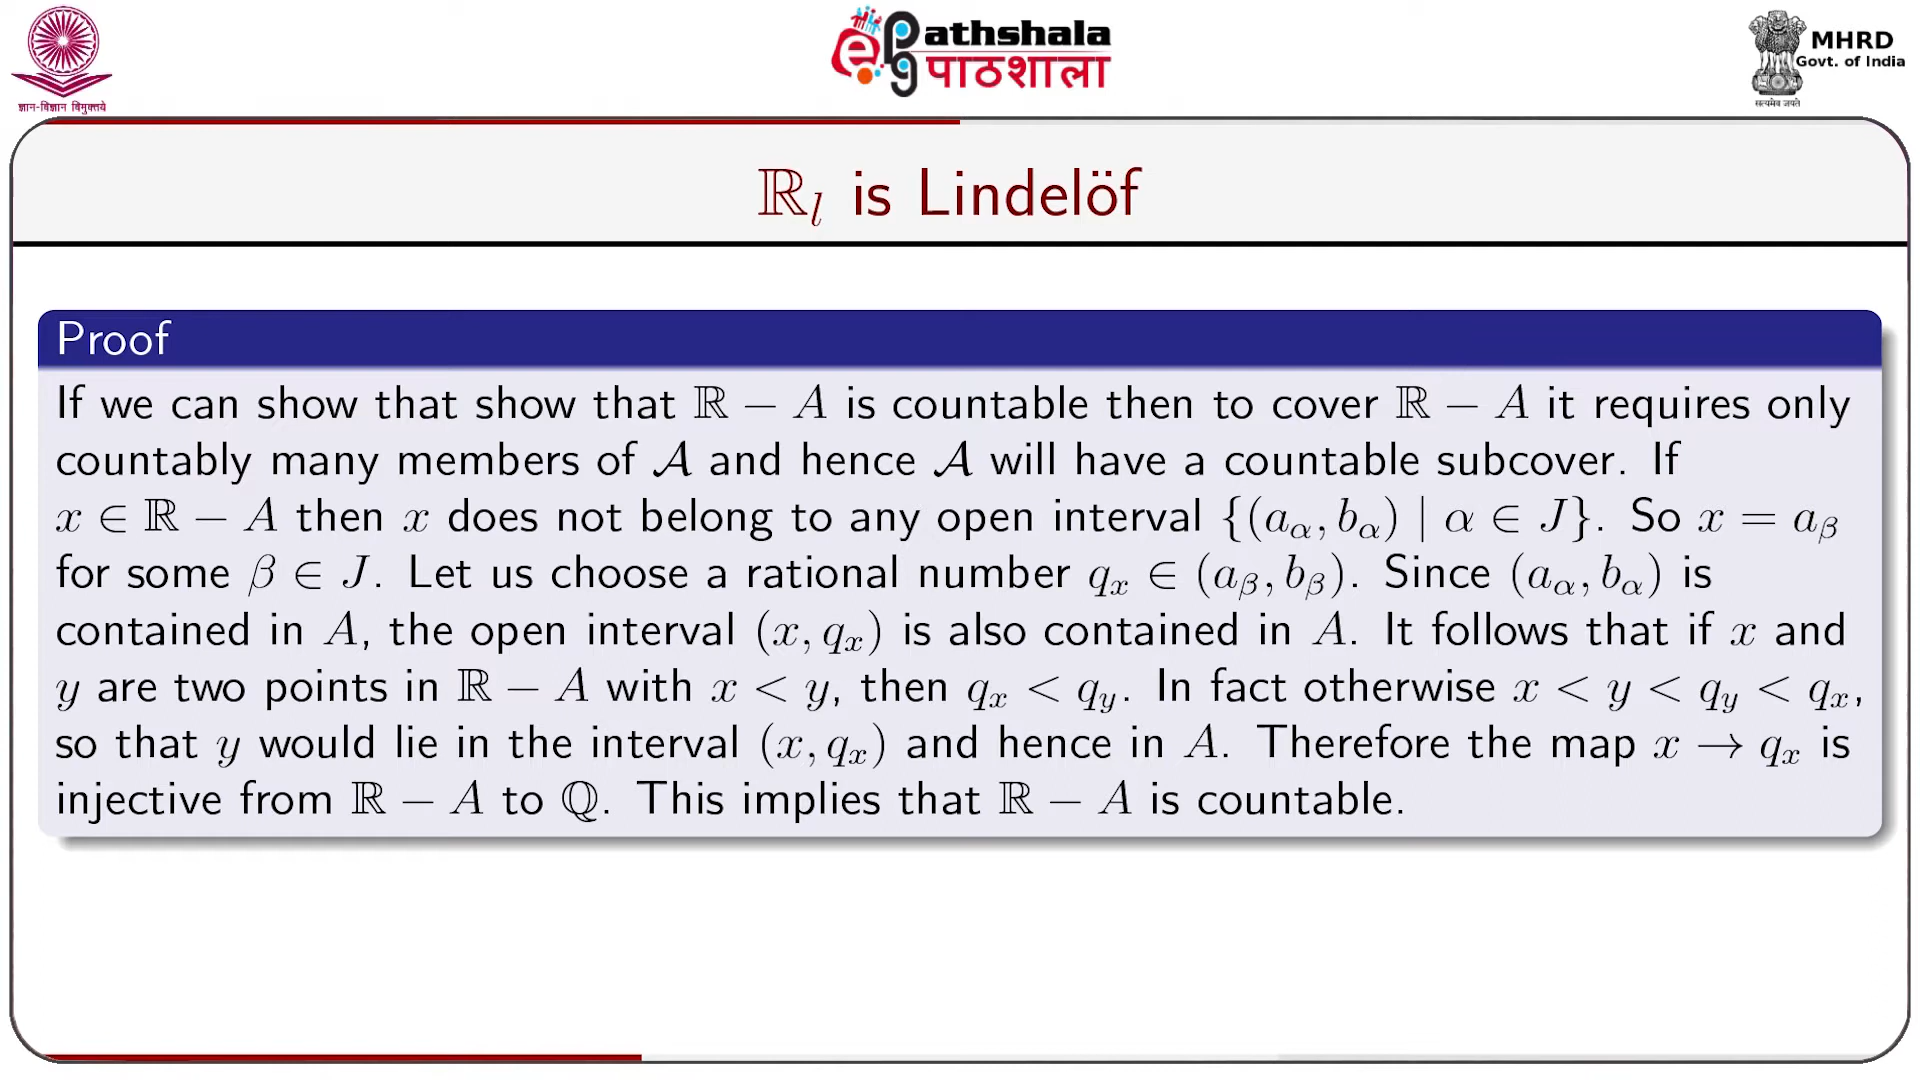 ज्ञान-विज्ञान विमुक्तये
ePGathshala
पाठशाला
MHRD
Govt. of India
सत्यमेव जयते
ℝ_l is Lindelöf
Proof
If we can show that show that ℝ − A is countable then to cover ℝ − A it requires only
countably many members of 𝒜 and hence 𝒜 will have a countable subcover. If
x ∈ ℝ − A then x does not belong to any open interval {(a_α, b_α) | α ∈ J}. So x = a_β
for some β ∈ J. Let us choose a rational number q_x ∈ (a_β, b_β). Since (a_α, b_α) is
contained in A, the open interval (x, q_x) is also contained in A. It follows that if x and
y are two points in ℝ − A with x < y, then q_x < q_y. In fact otherwise x < y < q_y < q_x,
so that y would lie in the interval (x, q_x) and hence in A. Therefore the map x → q_x is
injective from ℝ − A to ℚ. This implies that ℝ − A is countable.